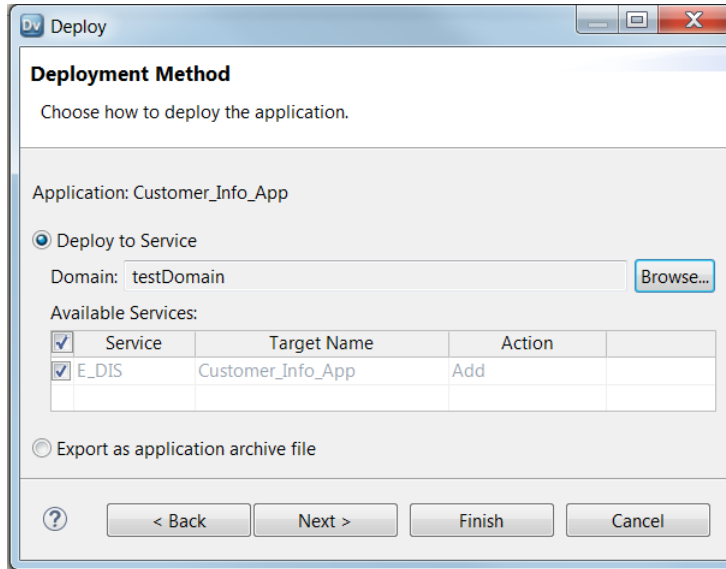 Dv Deploy
Deployment Method
Choose how to deploy the application.
Application: Customer_Info_App
Deploy to Service
Domain: testDomain Browse...
Available Services:
Service Target Name Action
E_DIS Customer_Info_App Add
Export as application archive file
? < Back Next > Finish Cancel